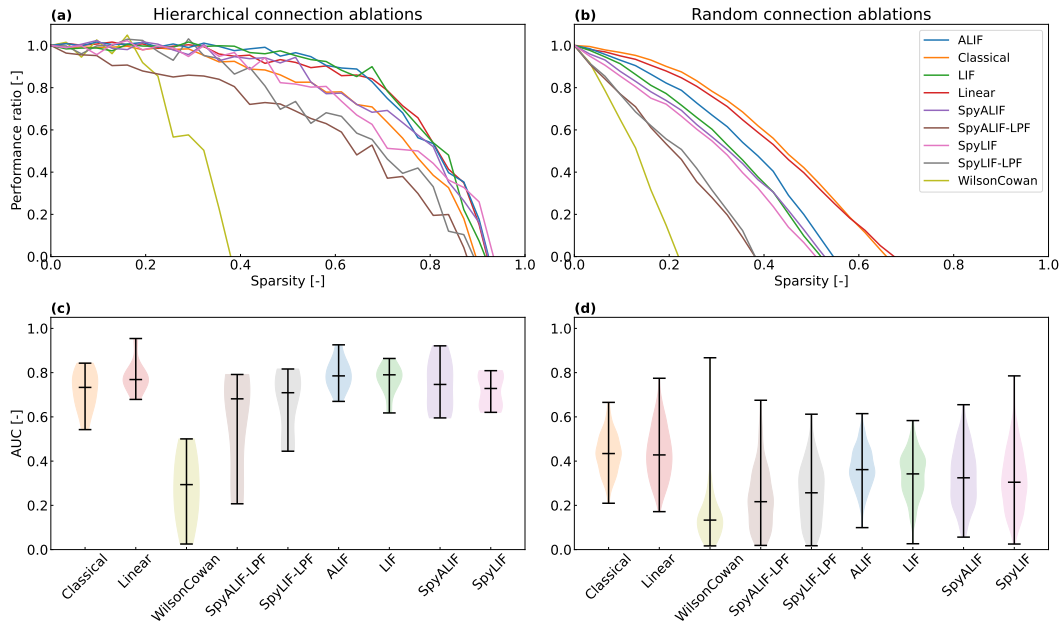 (a) Hierarchical connection ablations
Performance ratio [-]
1.0
0.8
0.6
0.4
0.2
0.0
0.0 0.2 0.4 0.6 0.8 1.0
Sparsity [-]
(b) Random connection ablations
1.0
0.8
0.6
0.4
0.2
0.0
0.0 0.2 0.4 0.6 0.8 1.0
Sparsity [-]
ALIF
Classical
LIF
Linear
SpyALIF
SpyALIF-LPF
SpyLIF
SpyLIF-LPF
WilsonCowan
(c)
AUC [-]
1.0
0.8
0.6
0.4
0.2
0.0
Classical Linear WilsonCowan SpyALIF-LPF SpyLIF-LPF ALIF LIF SpyALIF SpyLIF
(d)
1.0
0.8
0.6
0.4
0.2
0.0
Classical Linear WilsonCowan SpyALIF-LPF SpyLIF-LPF ALIF LIF SpyALIF SpyLIF